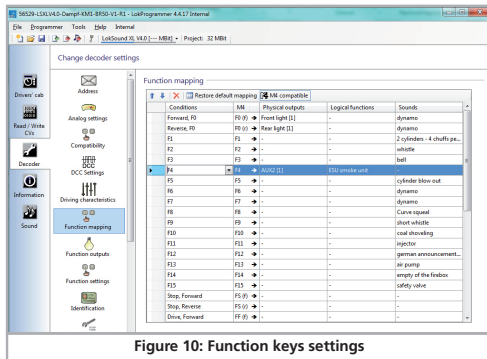 56529-LSXLV4.0-Dampf-KM1-BR50-V1-R1 - LokProgrammer 4.4.17 Internal
File Programmer Tools Help Internal
LokSound XL V4.0 [--- MBit] Projekt: 32 MBit
Change decoder settings
Drivers' cab
Read / Write CVs
Decoder
Information
Sound
Address
Analog settings
Compatibility
DCC
DCC Settings
Driving characteristics
Function mapping
Function outputs
Function settings
Identification
Function mapping
Restore default mapping M4 compatible
Conditions M4 Physical outputs Logical functions Sounds
Forward, F0 F0 (f) → Front light [1] - dynamo
Reverse, F0 F0 (r) → Rear light [1] - dynamo
F1 F1 → - - 2 cylinders - 4 chuffs pe...
F2 F2 → - - whistle
F3 F3 → - - bell
F4 F4 → AUX2 [1] ESU smoke unit -
F5 F5 → - - cylinder blow out
F6 F6 → - - dynamo
F7 F7 → - - dynamo
F8 F8 → - - Curve squeal
F9 F9 → - - short whistle
F10 F10 → - - coal shoveling
F11 F11 → - - injector
F12 F12 → - - german announcement...
F13 F13 → - - air pump
F14 F14 → - - empty of the firebox
F15 F15 → - - safety valve
Stop, Forward FS (f) → - - -
Stop, Reverse FS (r) → - - -
Drive, Forward FF (f) → - - -
Figure 10: Function keys settings